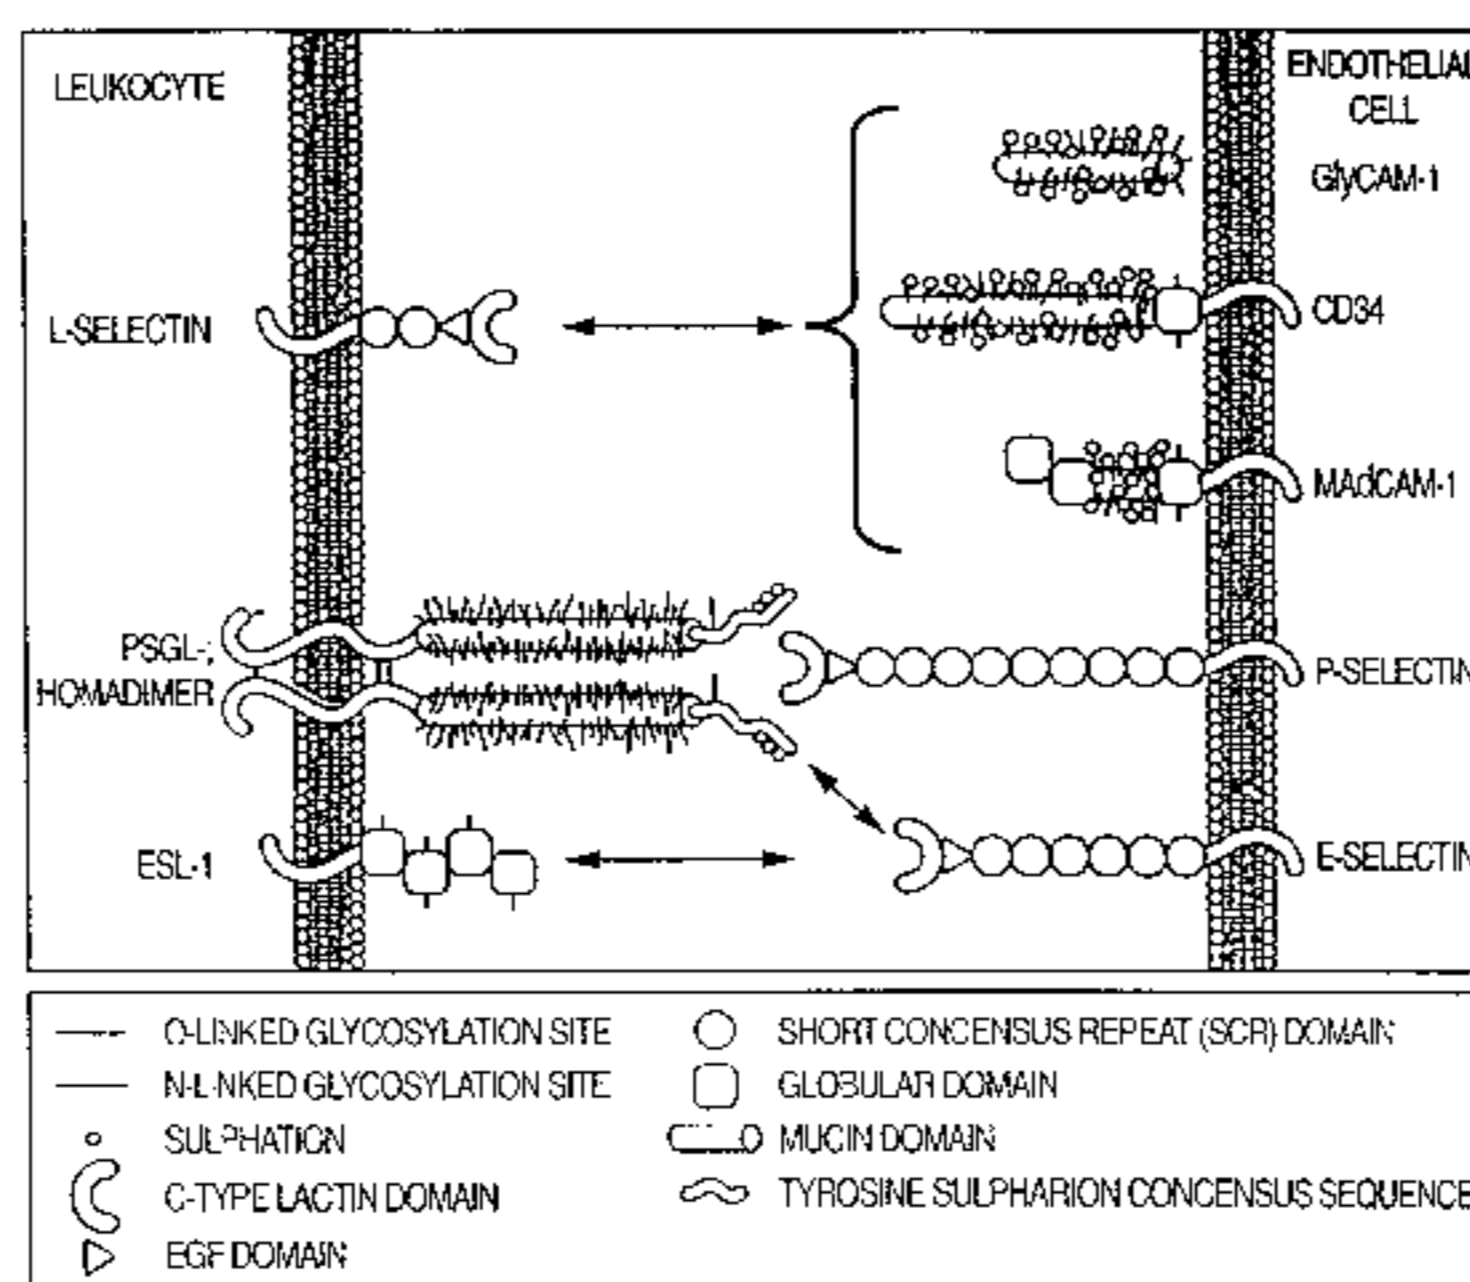 LEUKOCYTE
ENDOTHELIAL
CELL
GlyCAM-1
L-SELECTIN
CD34
MAdCAM-1
PSGL-;
HOMADIMER
P-SELECTIN
ESL-1
E-SELECTIN
O-LINKED GLYCOSYLATION SITE
N-LINKED GLYCOSYLATION SITE
SULPHATION
C-TYPE LACTIN DOMAIN
EGF DOMAIN
SHORT CONCENSUS REPEAT (SCR) DOMAIN
GLOBULAR DOMAIN
MUCIN DOMAIN
TYROSINE SULPHARION CONCENSUS SEQUENCE